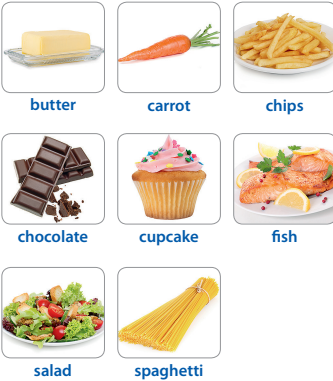 butter
carrot
chips
chocolate
cupcake
fish
salad
spaghetti